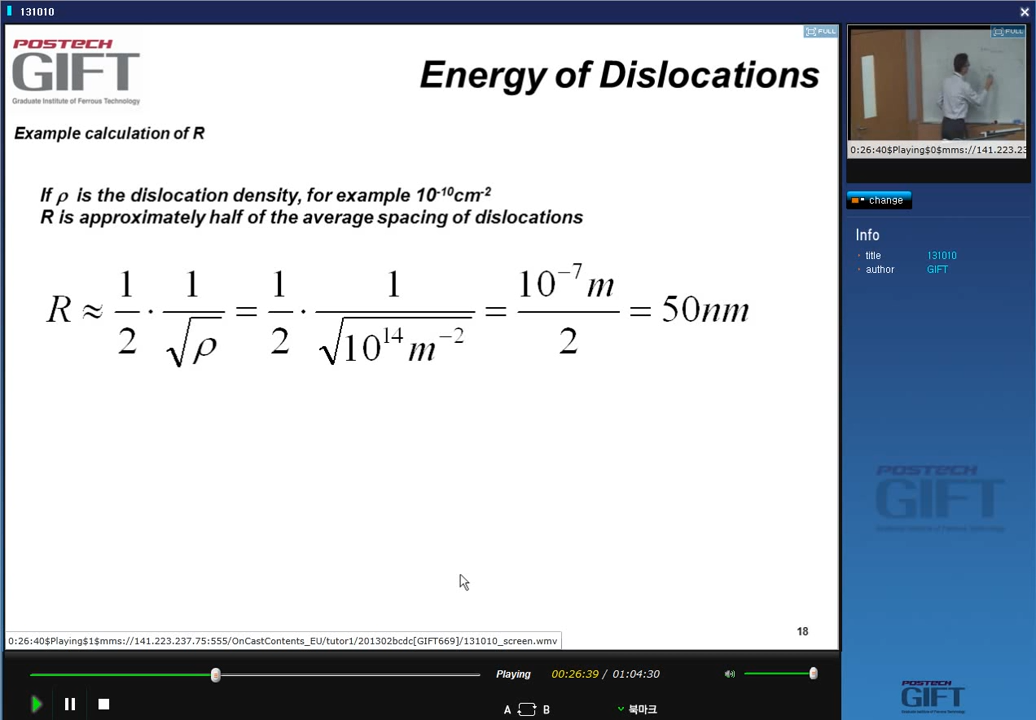 131010
FULL
FULL
POSTECH
GIFT
Graduate Institute of Ferrous Technology
Energy of Dislocations
Example calculation of R
If ρ is the dislocation density, for example 10⁻¹⁰cm⁻²
R is approximately half of the average spacing of dislocations
R ≈ 1/2 · 1/√ρ = 1/2 · 1/√(10¹⁴ m⁻²) = 10⁻⁷ m/2 = 50nm
18
0:26:40$Playing$1$mms://141.223.237.75:555/OnCastContents_EU/tutor1/201302bcdc[GIFT669]/131010_screen.wmv
0:26:40$Playing$0$mms://141.223.23
change
Info
title 131010
author GIFT
POSTECH
GIFT
Playing 00:26:39 / 01:04:30
A B 북마크
POSTECH
GIFT